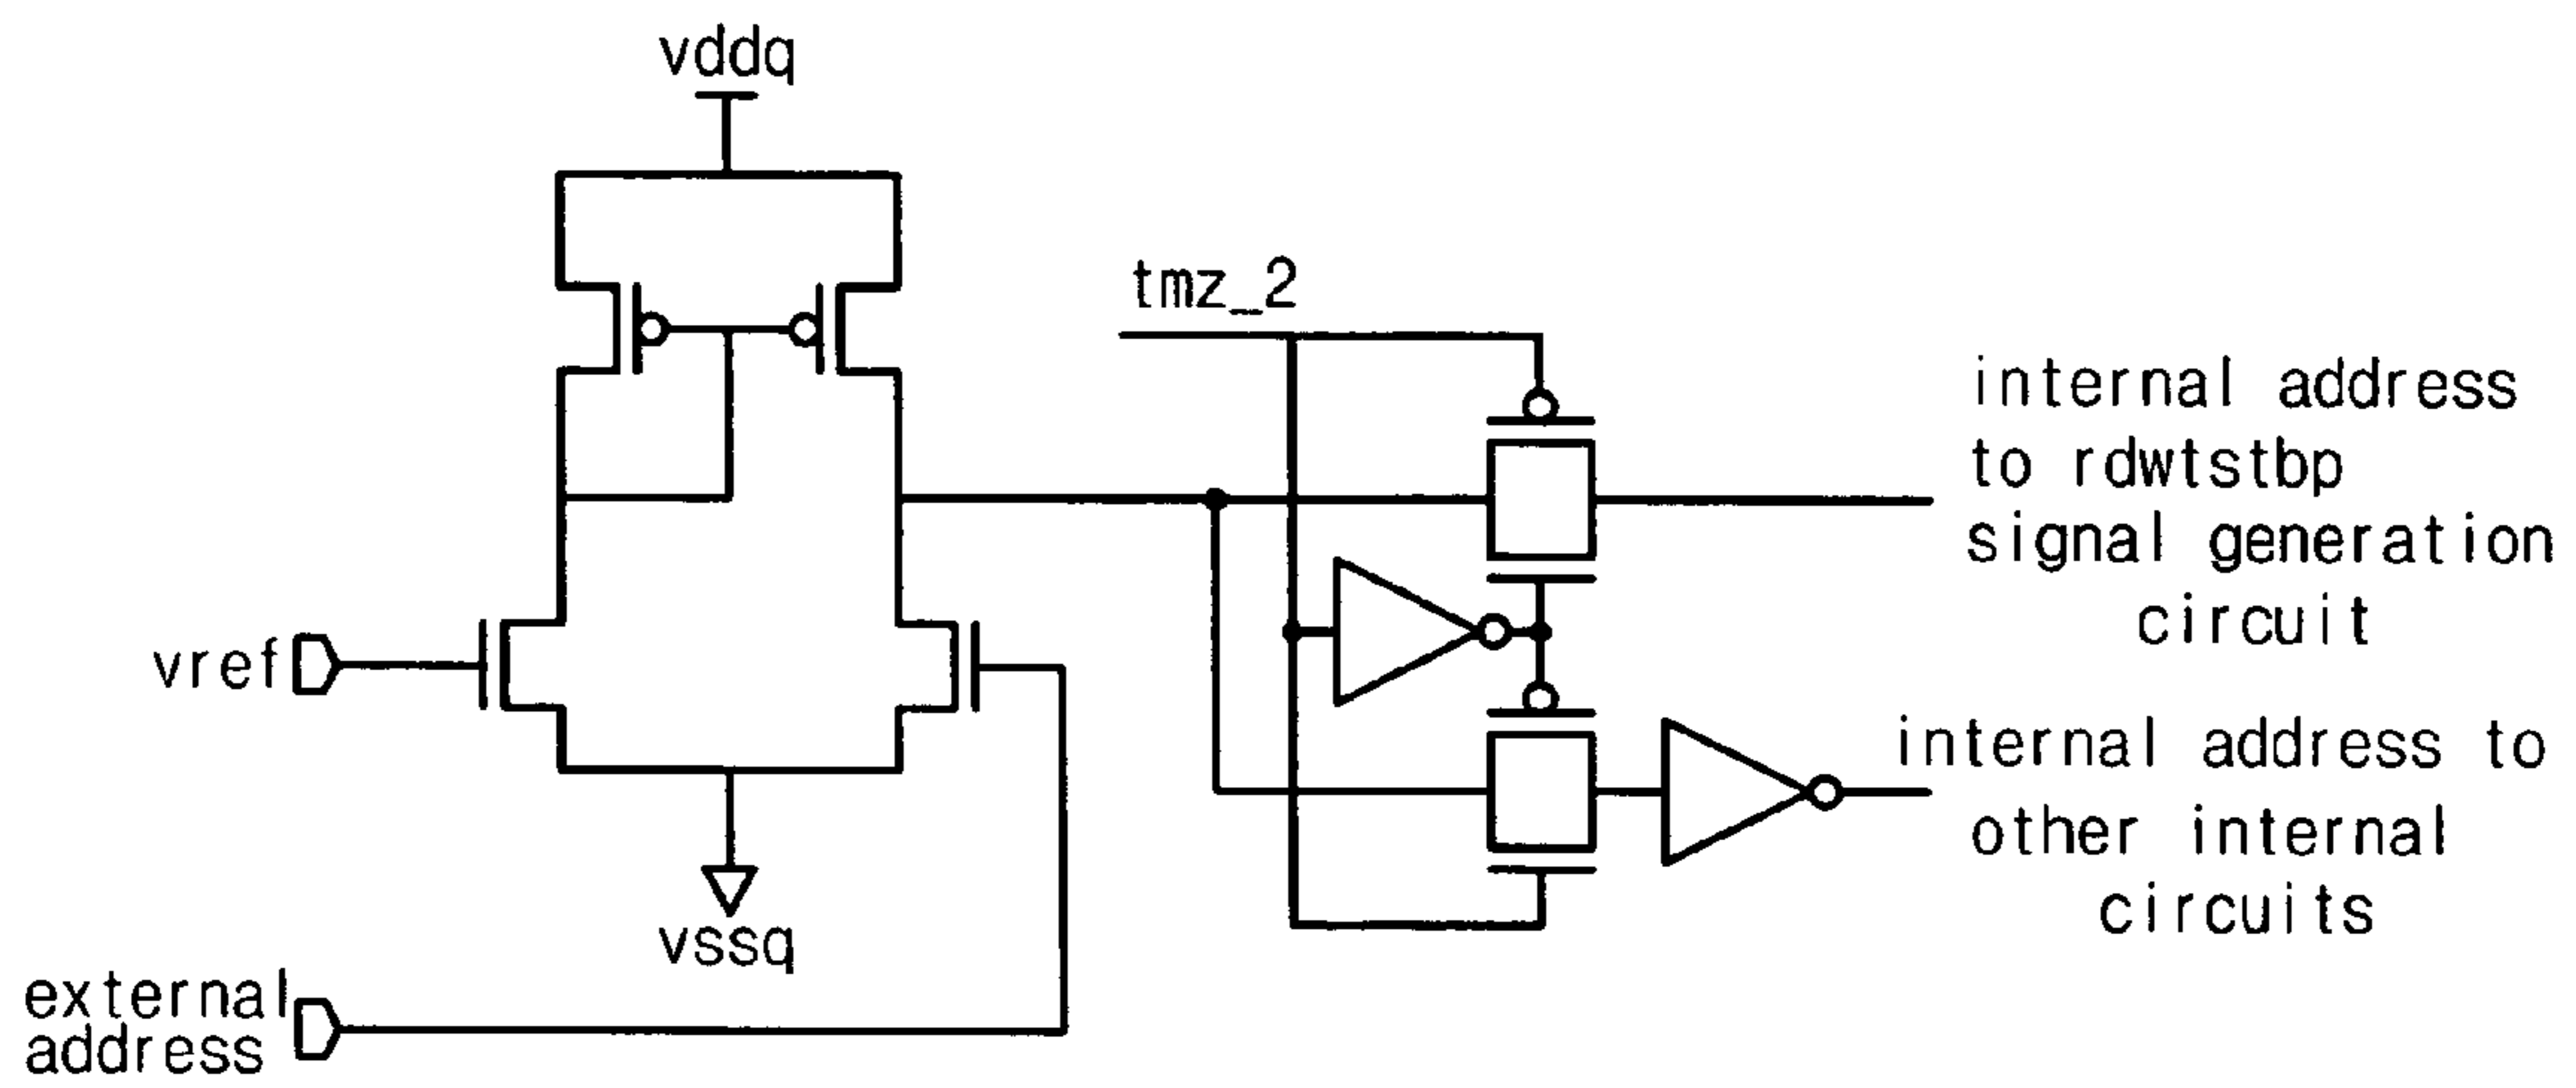 vddq
tmz_2
internal address
to rdwtstbp
signal generation
circuit
vref
internal address to
other internal
circuits
vssq
external
address